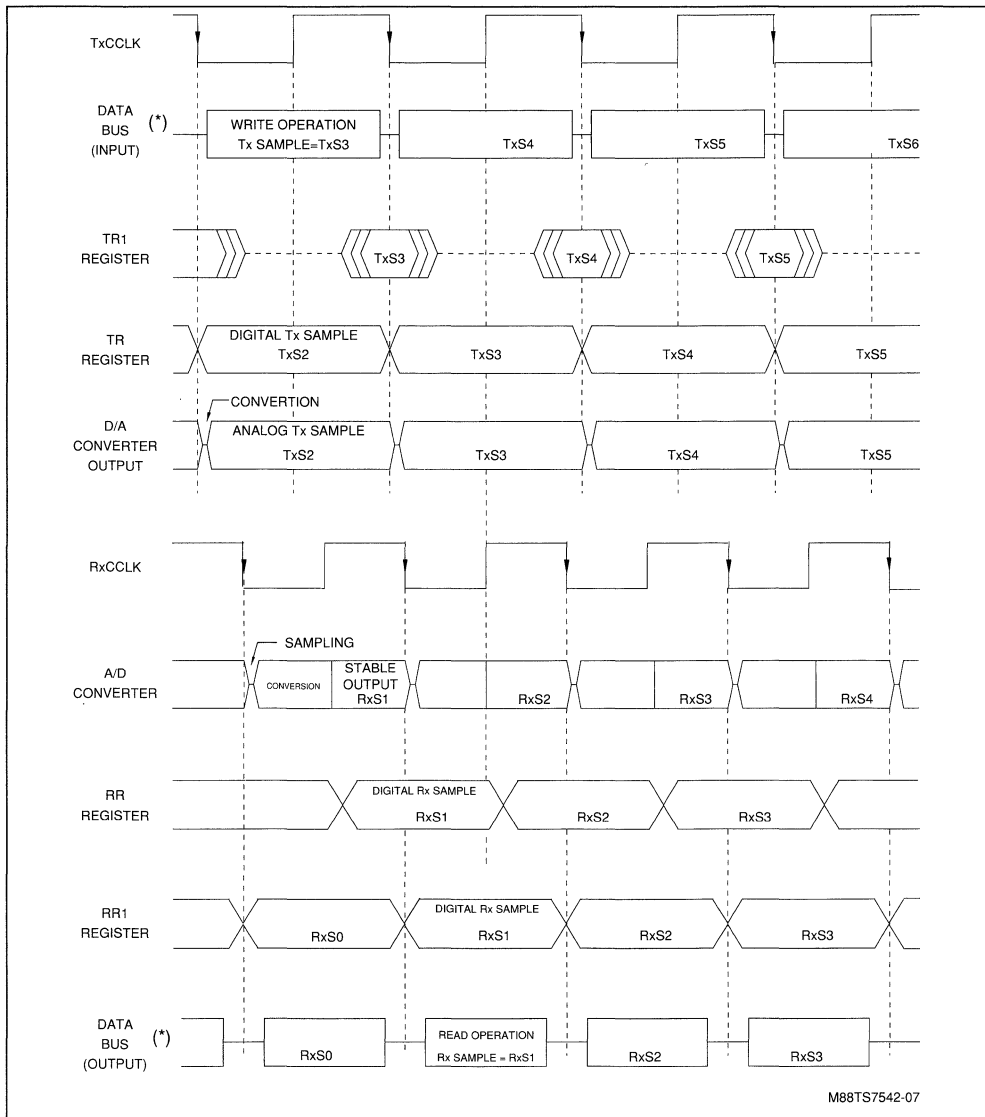 TxCCLK
DATA
BUS (*)
(INPUT)
WRITE OPERATION
Tx SAMPLE=TxS3
TxS4
TxS5
TxS6
TR1
REGISTER
TxS3
TxS4
TxS5
TR
REGISTER
DIGITAL Tx SAMPLE
TxS2
TxS3
TxS4
TxS5
CONVERTION
D/A
CONVERTER
OUTPUT
ANALOG Tx SAMPLE
TxS2
TxS3
TxS4
TxS5
RxCCLK
SAMPLING
A/D
CONVERTER
CONVERSION
STABLE
OUTPUT
RxS1
RxS2
RxS3
RxS4
RR
REGISTER
DIGITAL Rx SAMPLE
RxS1
RxS2
RxS3
RR1
REGISTER
RxS0
DIGITAL Rx SAMPLE
RxS1
RxS2
RxS3
DATA
BUS (*)
(OUTPUT)
RxS0
READ OPERATION
Rx SAMPLE = RxS1
RxS2
RxS3
M88TS7542-07